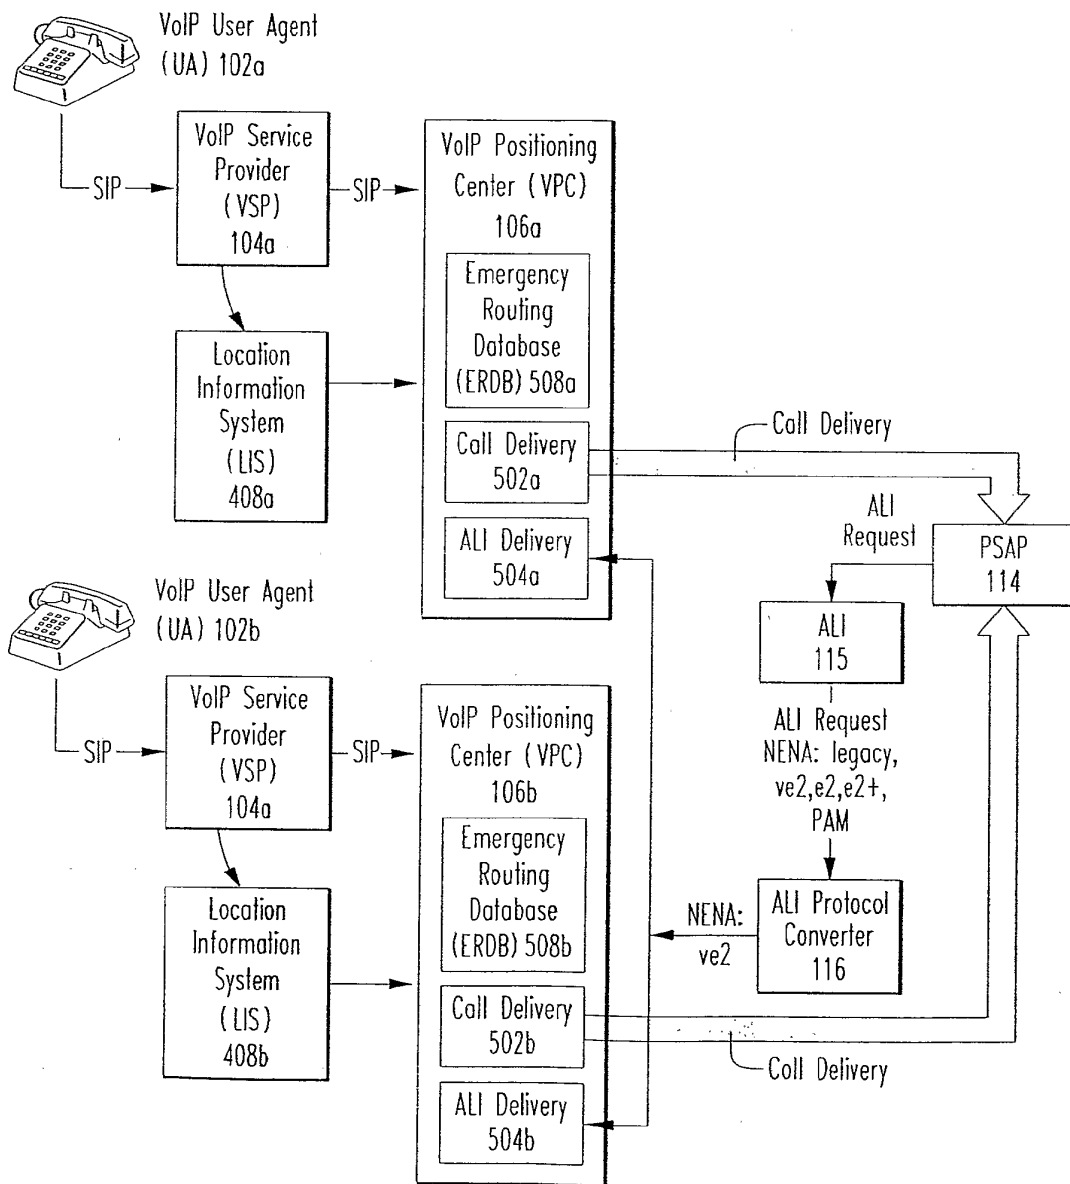 VoIP User Agent
(UA) 102a
VoIP Service
Provider
(VSP)
104a
SIP
SIP
VoIP Positioning
Center (VPC)
106a
Emergency
Routing
Database
(ERDB) 508a
Location
Information
System
(LIS)
408a
Call Delivery
502a
Call Delivery
ALI Delivery
504a
ALI
Request
PSAP
114
ALI
115
VoIP User Agent
(UA) 102b
VoIP Service
Provider
(VSP)
104a
SIP
SIP
VoIP Positioning
Center (VPC)
106b
ALI Request
NENA: legacy,
ve2,e2,e2+,
PAM
Emergency
Routing
Database
(ERDB) 508b
Location
Information
System
(LIS)
408b
NENA:
ve2
ALI Protocol
Converter
116
Call Delivery
502b
Call Delivery
ALI Delivery
504b